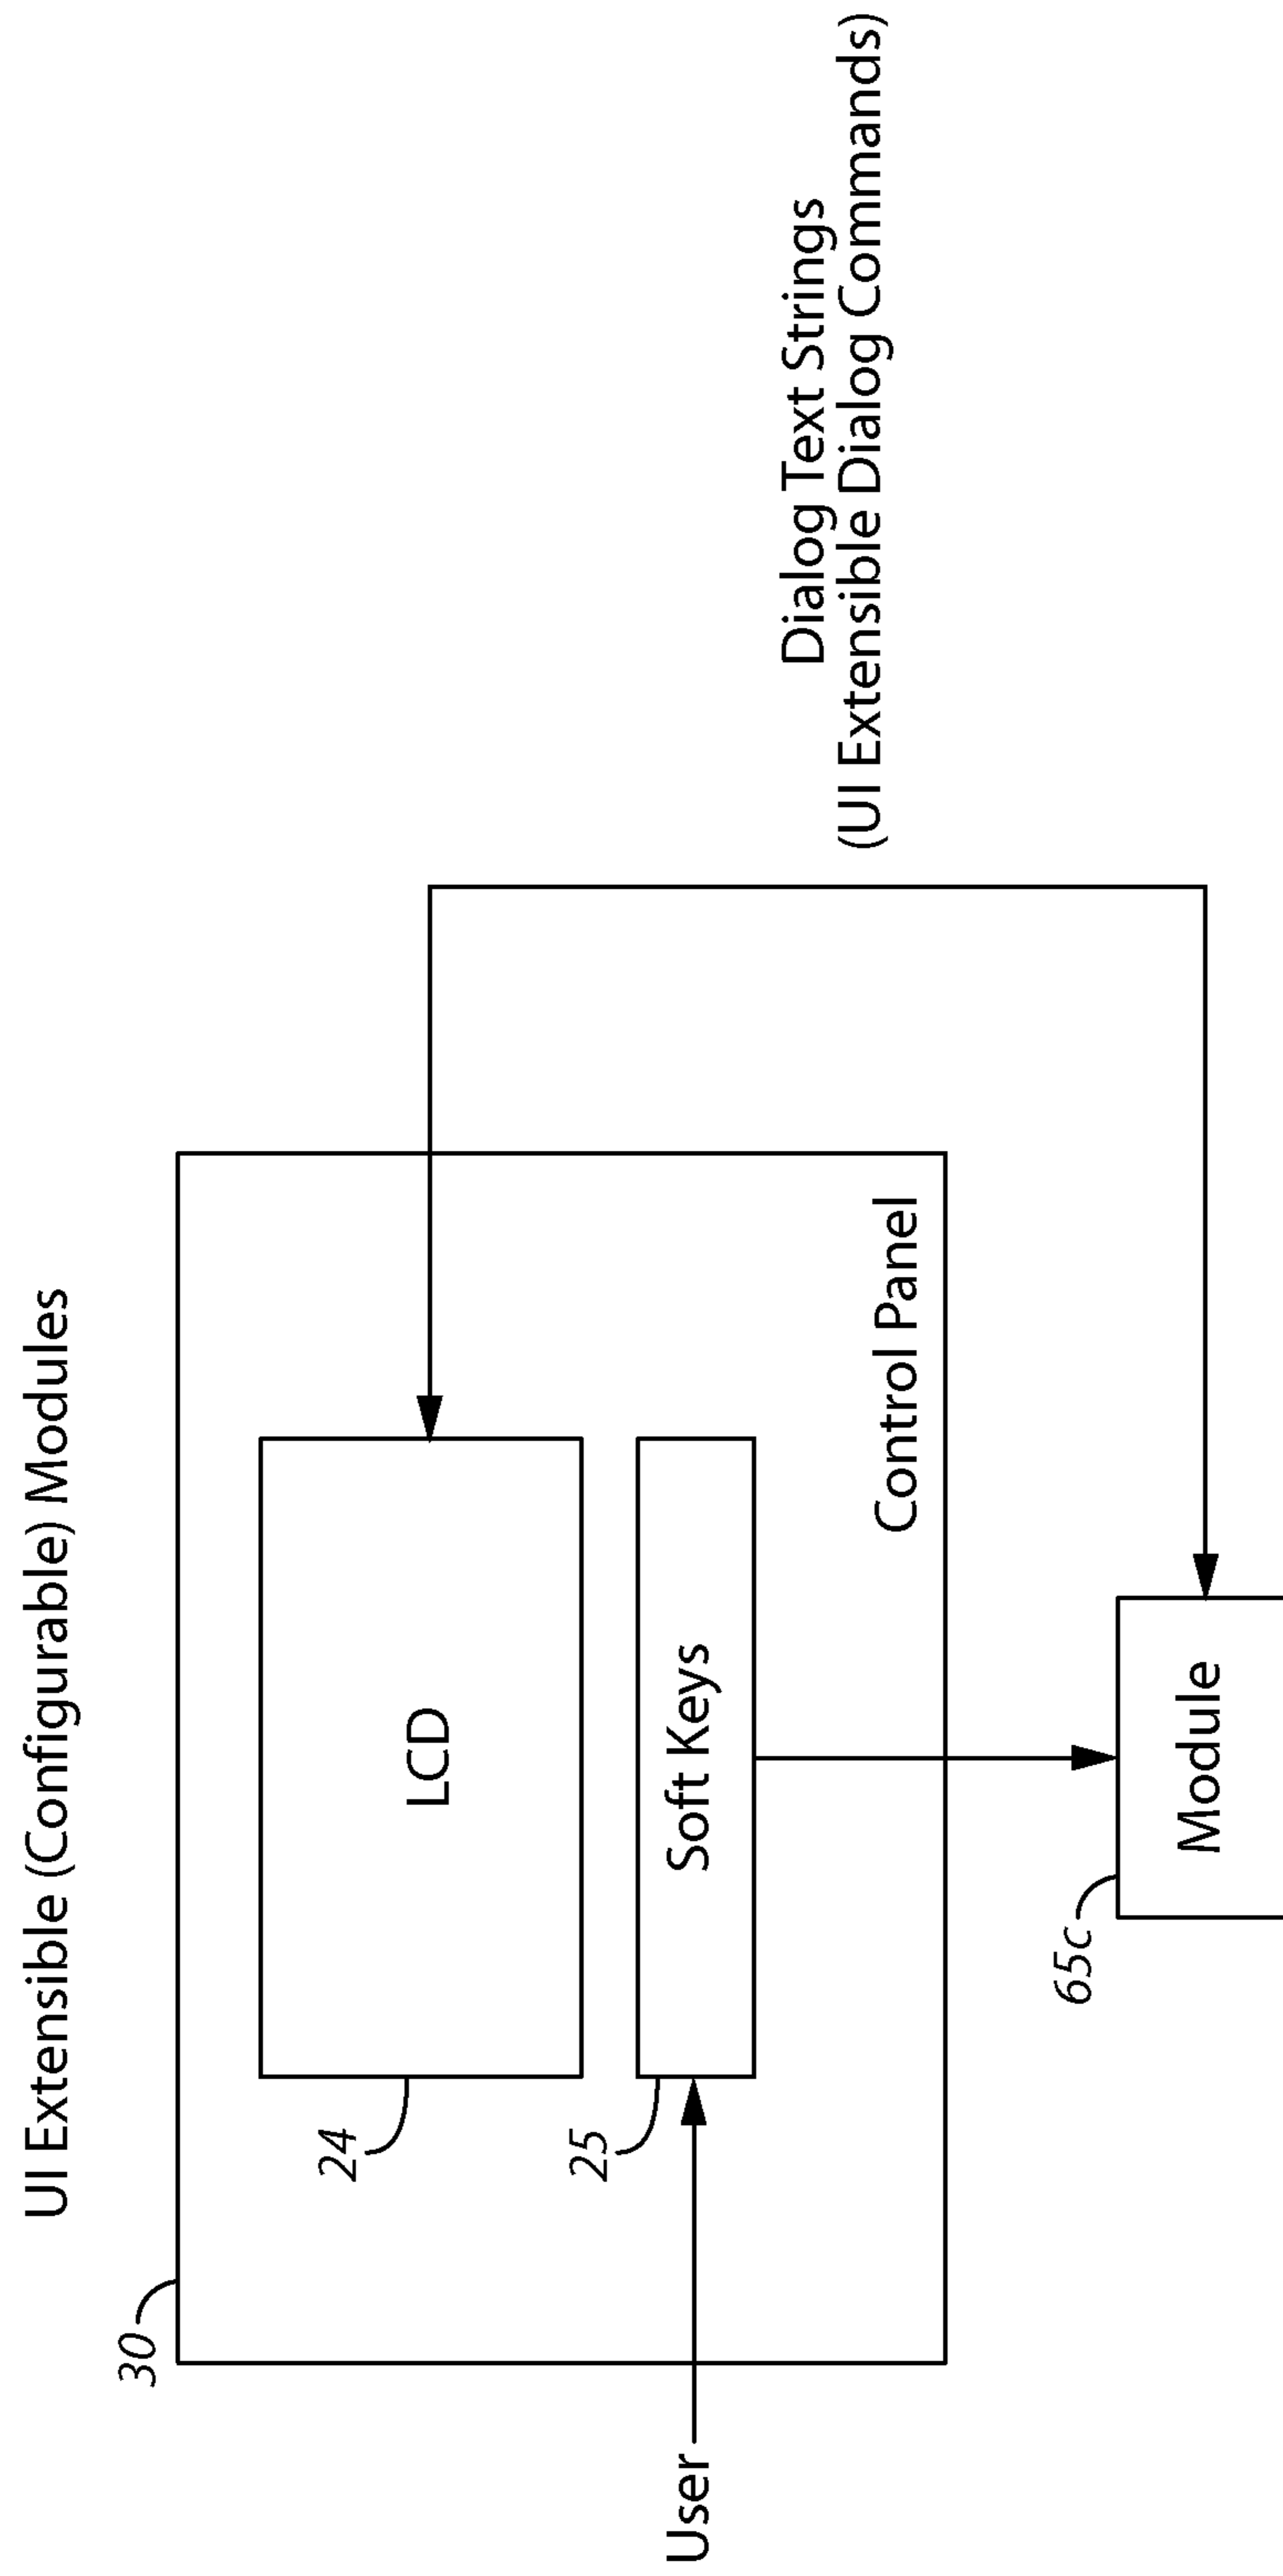 UI Extensible (Configurable) Modules
30
24
LCD
25
Soft Keys
User
Control Panel
Dialog Text Strings
(UI Extensible Dialog Commands)
65c
Module